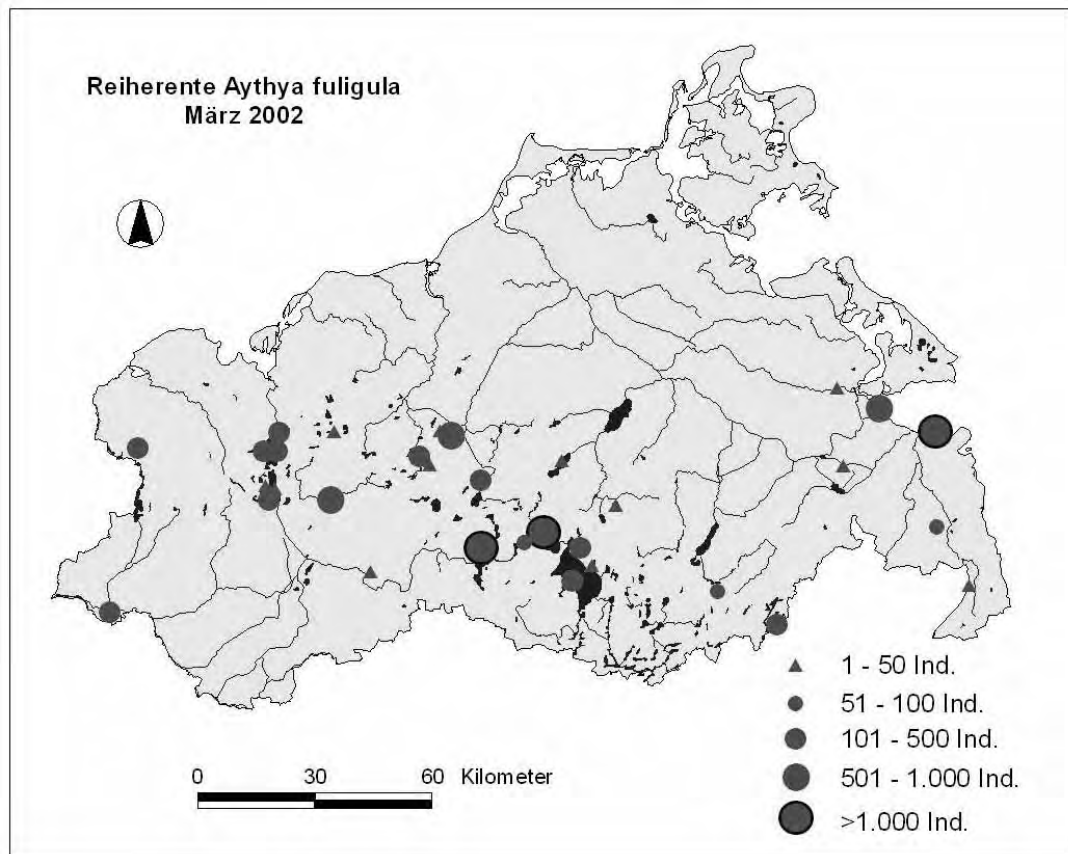 Reiherente Aythya fuligula
März 2002
1 - 50 Ind.
51 - 100 Ind.
101 - 500 Ind.
501 - 1.000 Ind.
>1.000 Ind.
0 30 60 Kilometer